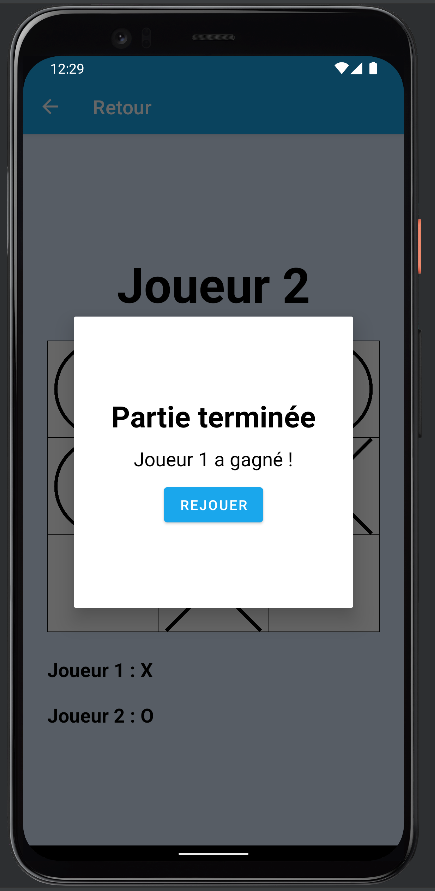 12:29
Retour
Joueur 2
Partie terminée
Joueur 1 a gagné !
REJOUER
Joueur 1 : X
Joueur 2 : O